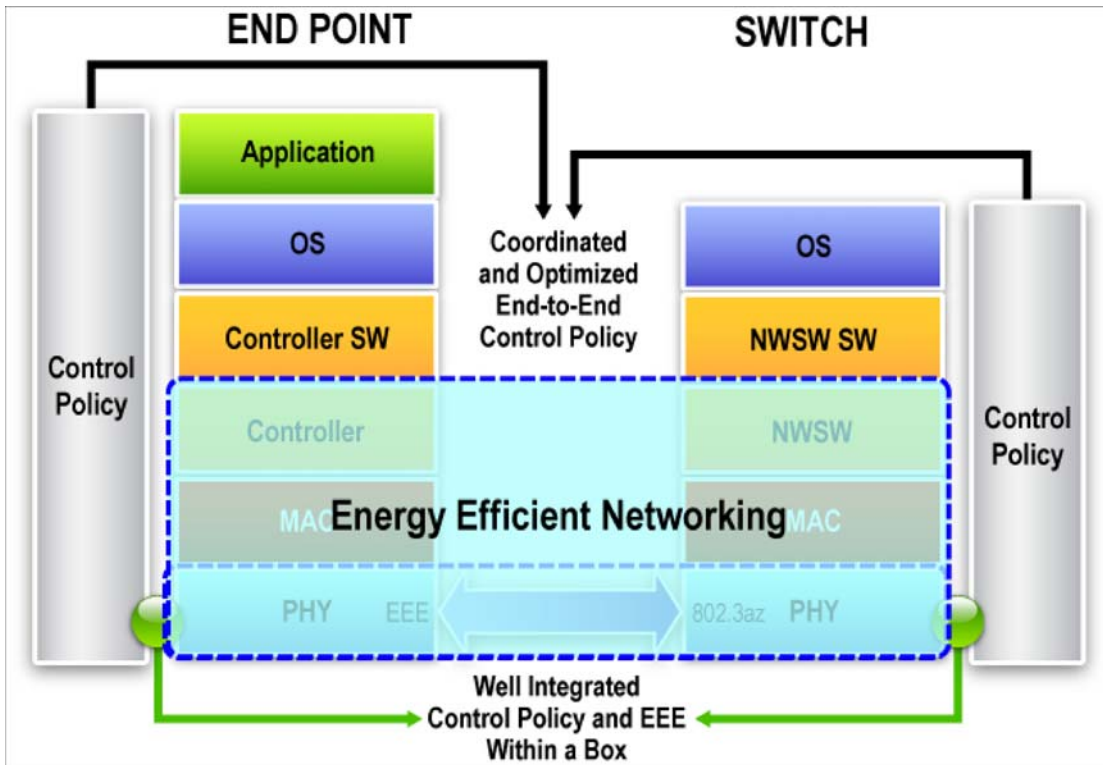 END POINT
SWITCH
Application
OS
Controller SW
Controller
MAC
PHY
EEE
Control
Policy
Coordinated
and Optimized
End-to-End
Control Policy
OS
NWSW SW
NWSW
MAC
802.3az
PHY
Control
Policy
Energy Efficient Networking
Well Integrated
Control Policy and EEE
Within a Box